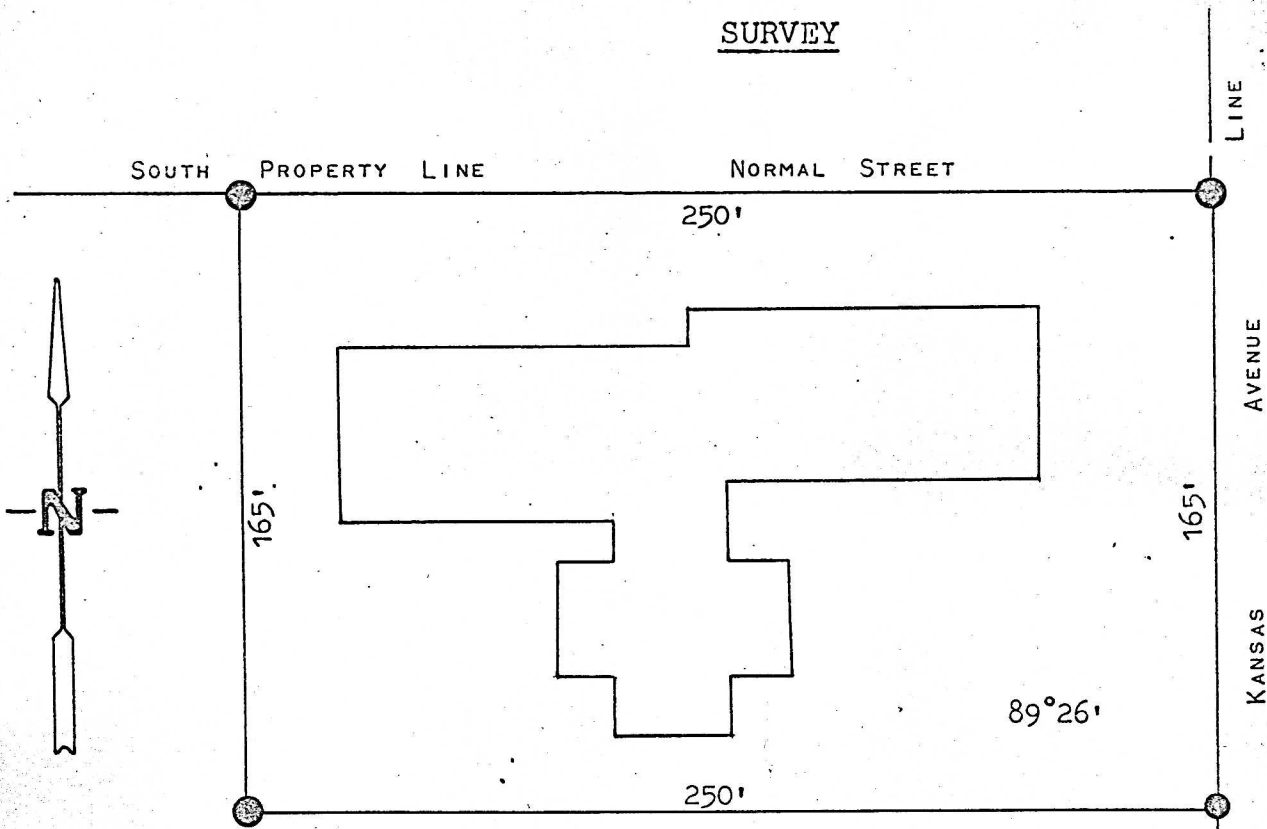 SURVEY
LINE
SOUTH PROPERTY LINE NORMAL STREET
250'
AVENUE
N
165'
165'
KANSAS
89°26'
250'